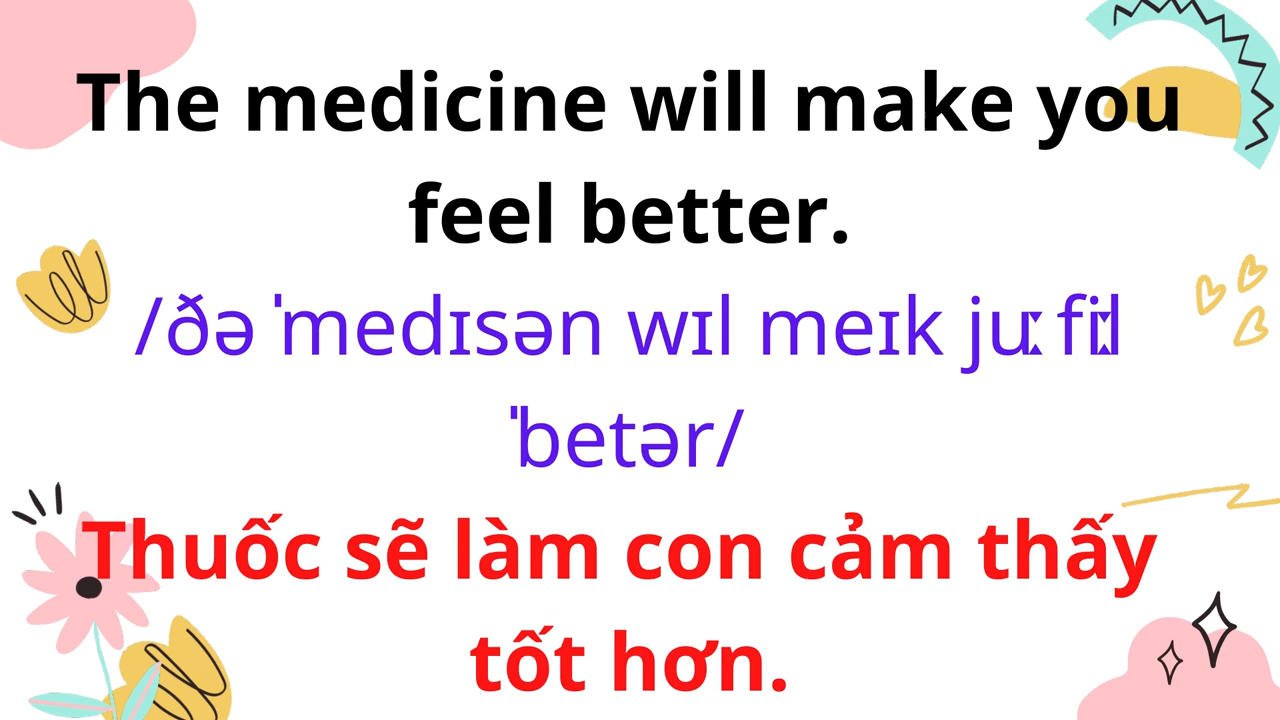 The medicine will make you
feel better.
/ðə ˈmedɪsən wɪl meɪk juː fiːl
ˈbetər/
Thuốc sẽ làm con cảm thấy
tốt hơn.